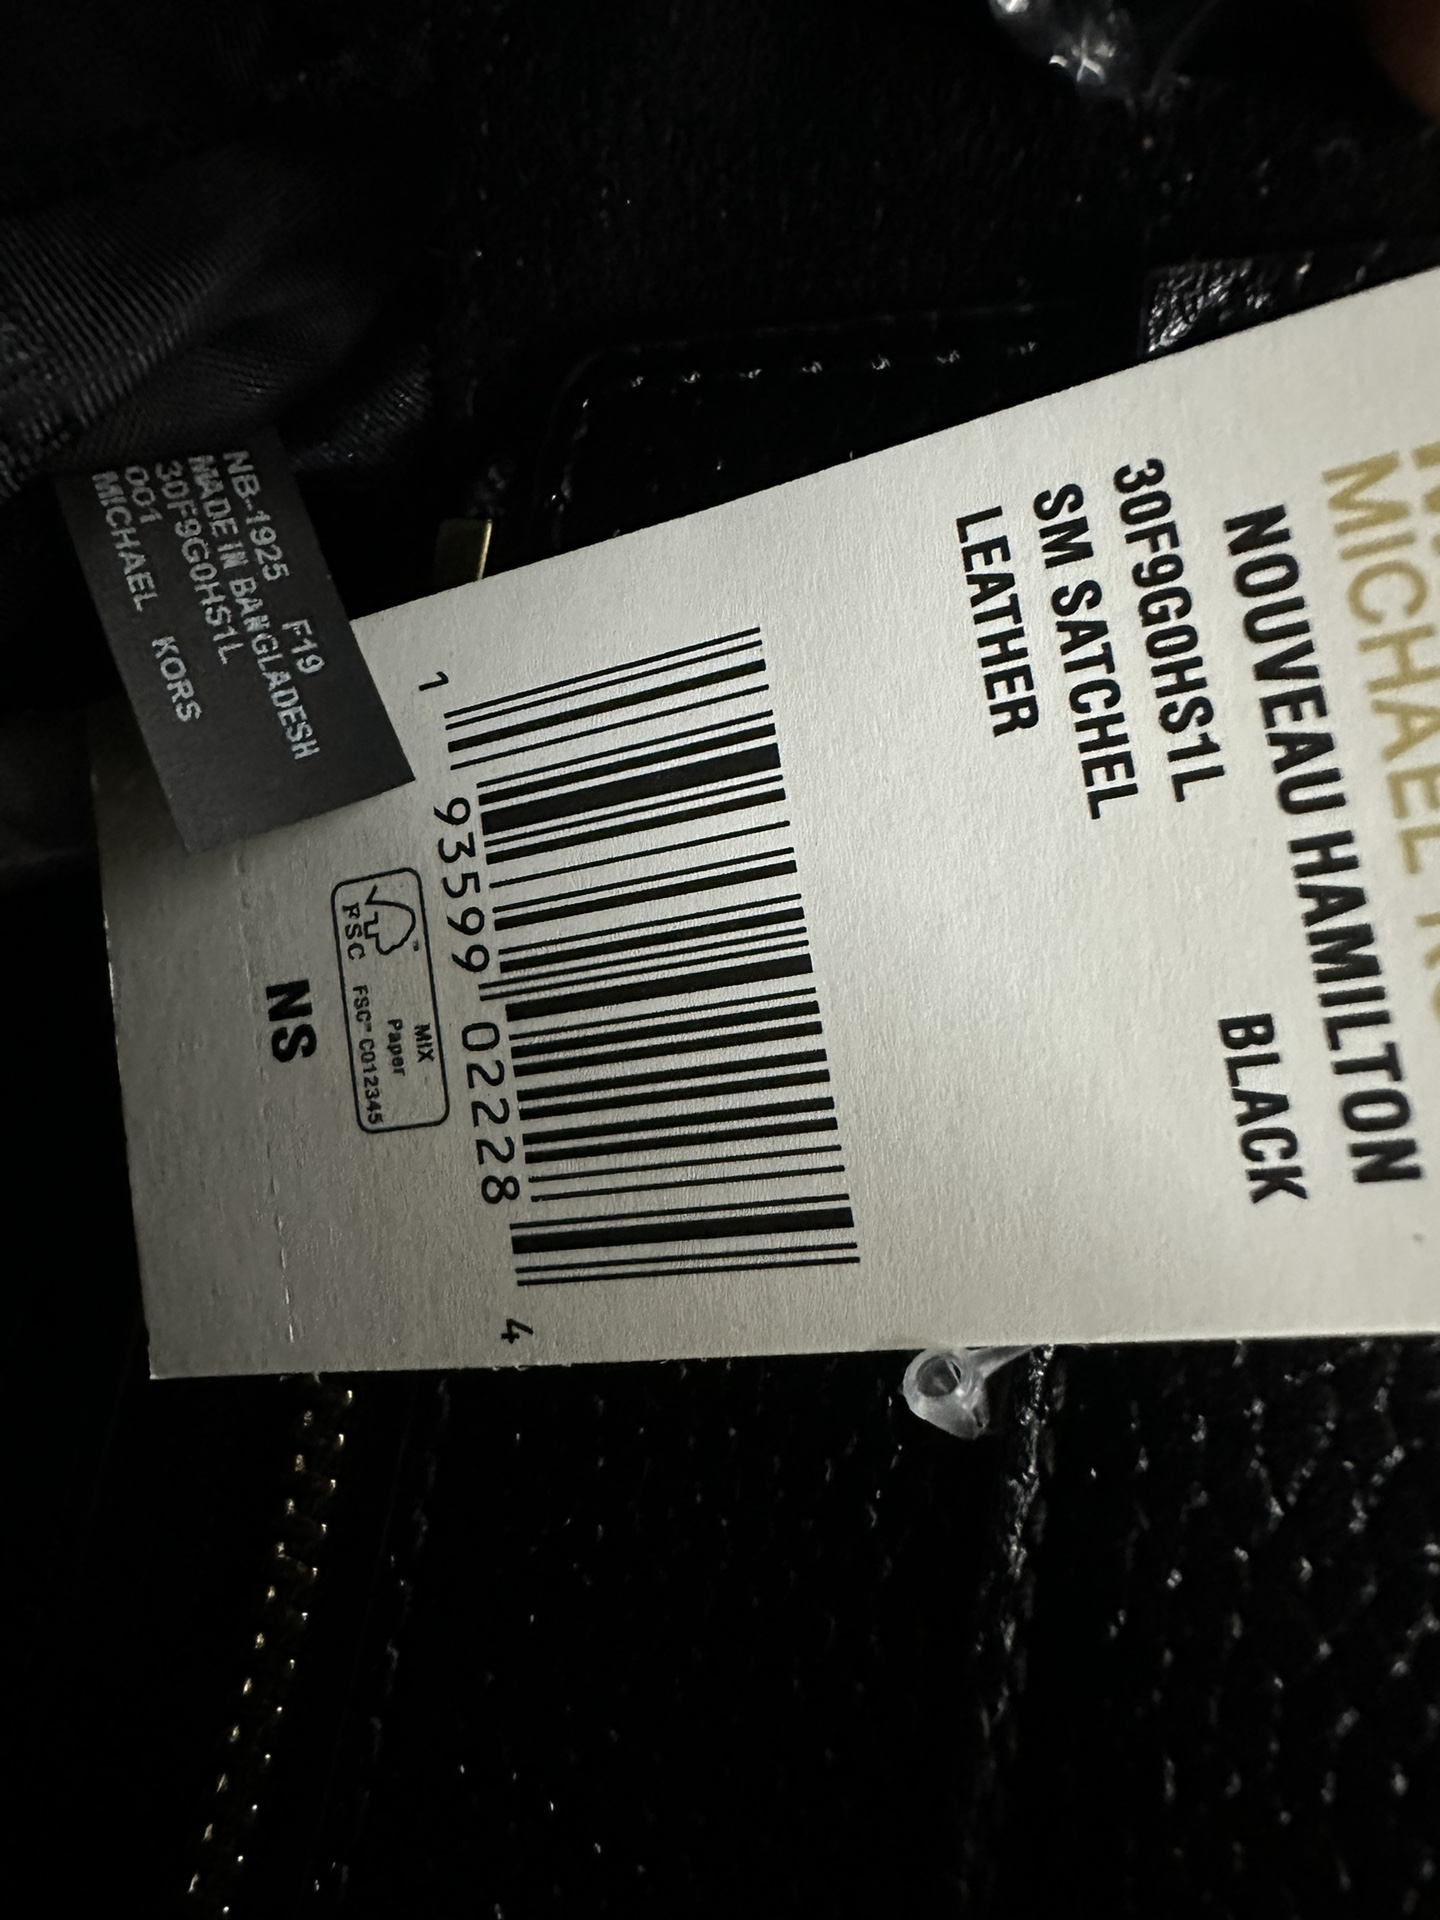 MICHAEL
NOUVEAU HAMILTON
BLACK
30F9G0HS1L
SM SATCHEL
LEATHER
1 93599 02228 4
MIX
Paper
FSC FSC™ C012345
NS
NB-1925 F19
MADE IN BANGLADESH
30F9G0HS1L
001
MICHAEL KORS